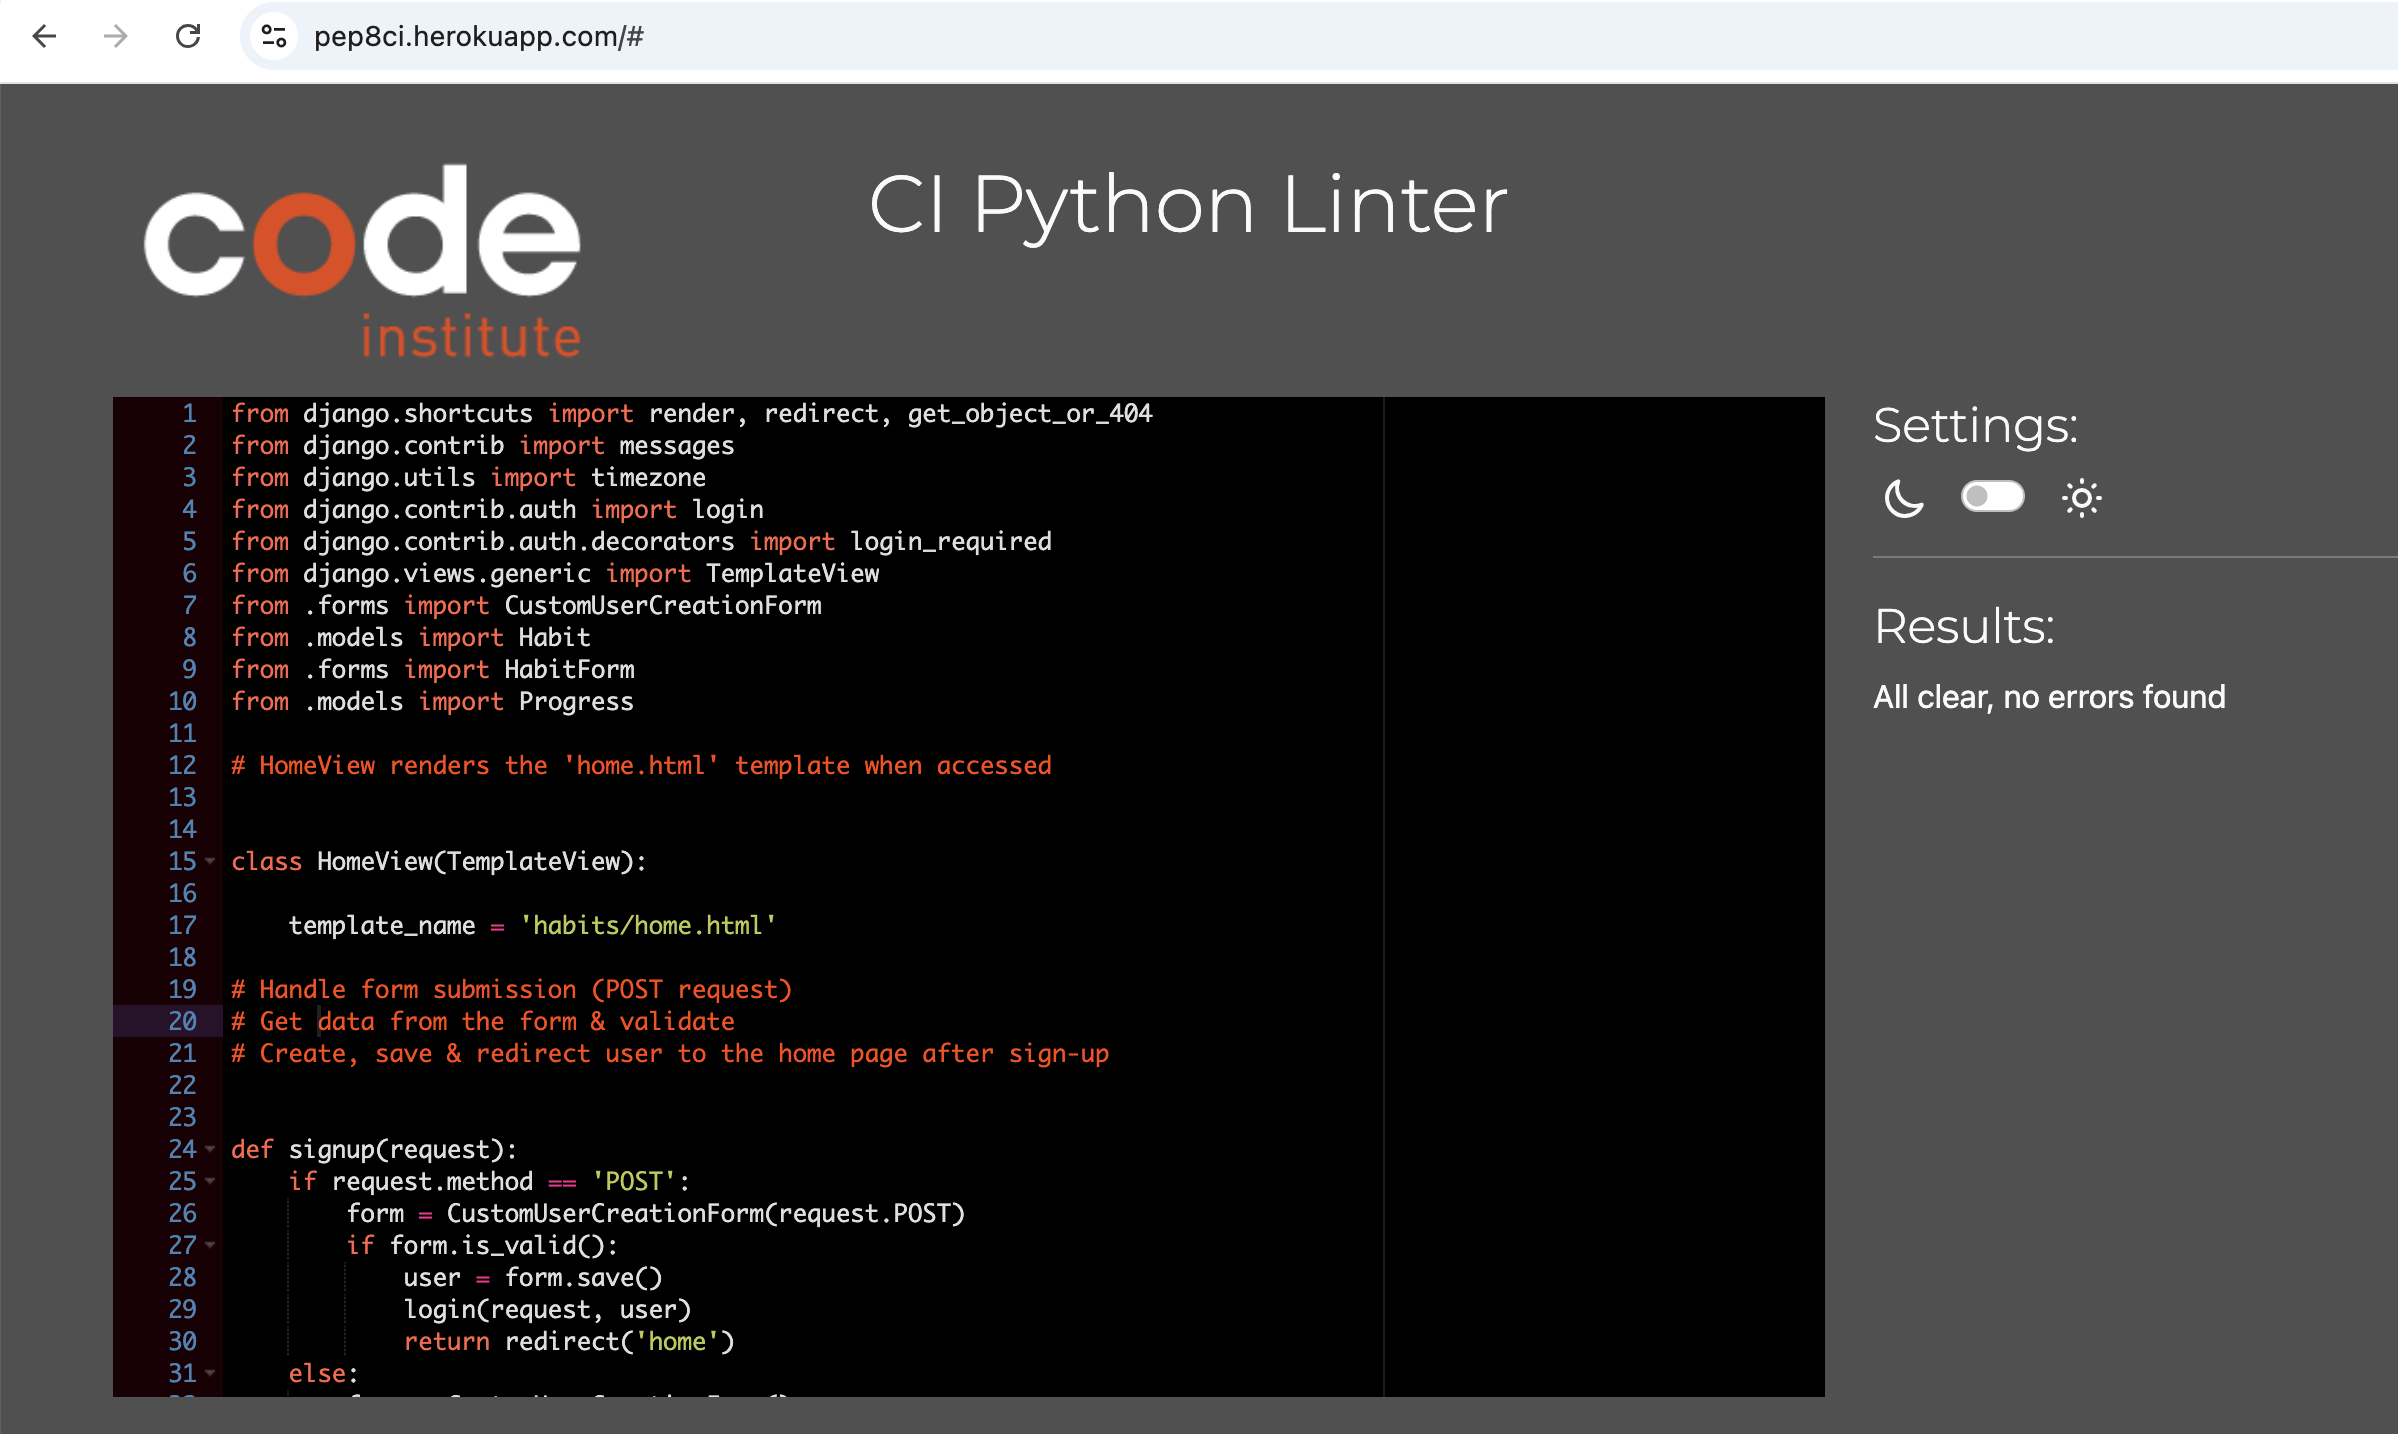 pep8ci.herokuapp.com/#
code
institute
CI Python Linter
1 from django.shortcuts import render, redirect, get_object_or_404
2 from django.contrib import messages
3 from django.utils import timezone
4 from django.contrib.auth import login
5 from django.contrib.auth.decorators import login_required
6 from django.views.generic import TemplateView
7 from .forms import CustomUserCreationForm
8 from .models import Habit
9 from .forms import HabitForm
10 from .models import Progress
11
12 # HomeView renders the 'home.html' template when accessed
13
14
15 class HomeView(TemplateView):
16
17     template_name = 'habits/home.html'
18
19 # Handle form submission (POST request)
20 # Get data from the form & validate
21 # Create, save & redirect user to the home page after sign-up
22
23
24 def signup(request):
25     if request.method == 'POST':
26         form = CustomUserCreationForm(request.POST)
27         if form.is_valid():
28             user = form.save()
29             login(request, user)
30             return redirect('home')
31     else:
Settings:
Results:
All clear, no errors found